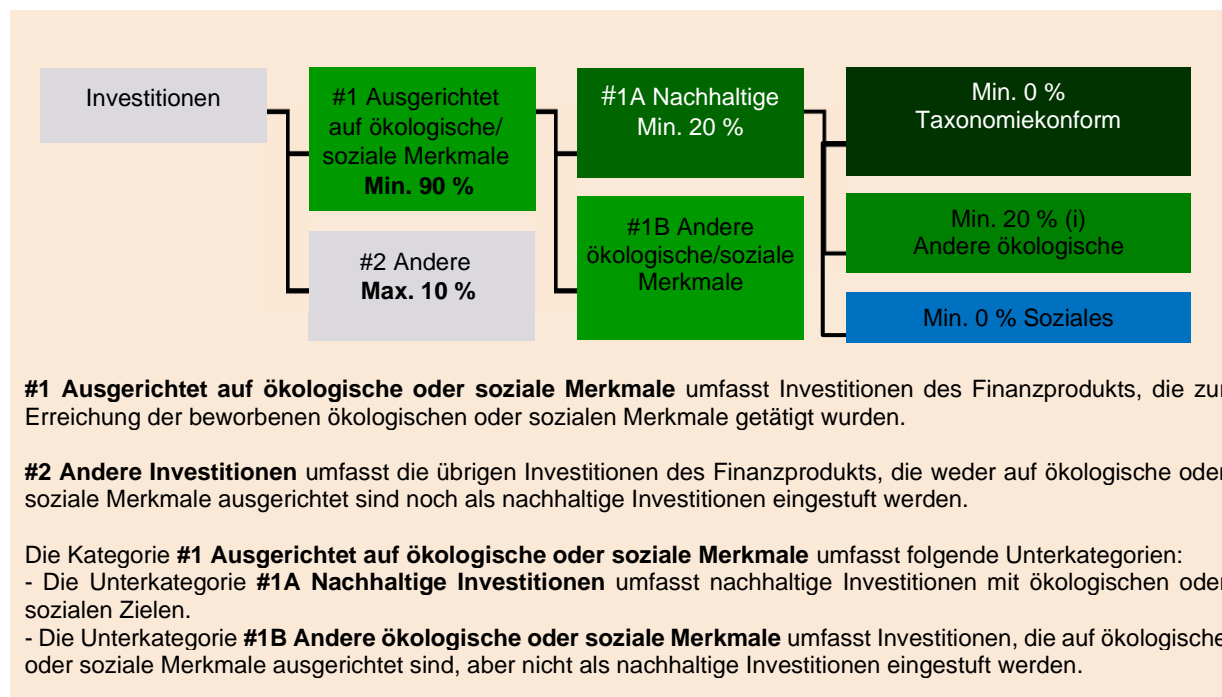 Investitionen
#1 Ausgerichtet
auf ökologische/
soziale Merkmale
Min. 90 %
#2 Andere
Max. 10 %
#1A Nachhaltige
Min. 20 %
#1B Andere
ökologische/soziale
Merkmale
Min. 0 %
Taxonomiekonform
Min. 20 % (i)
Andere ökologische
Min. 0 % Soziales
#1 Ausgerichtet auf ökologische oder soziale Merkmale umfasst Investitionen des Finanzprodukts, die zur
Erreichung der beworbenen ökologischen oder sozialen Merkmale getätigt wurden.
#2 Andere Investitionen umfasst die übrigen Investitionen des Finanzprodukts, die weder auf ökologische oder
soziale Merkmale ausgerichtet sind noch als nachhaltige Investitionen eingestuft werden.
Die Kategorie #1 Ausgerichtet auf ökologische oder soziale Merkmale umfasst folgende Unterkategorien:
- Die Unterkategorie #1A Nachhaltige Investitionen umfasst nachhaltige Investitionen mit ökologischen oder
sozialen Zielen.
- Die Unterkategorie #1B Andere ökologische oder soziale Merkmale umfasst Investitionen, die auf ökologische
oder soziale Merkmale ausgerichtet sind, aber nicht als nachhaltige Investitionen eingestuft werden.